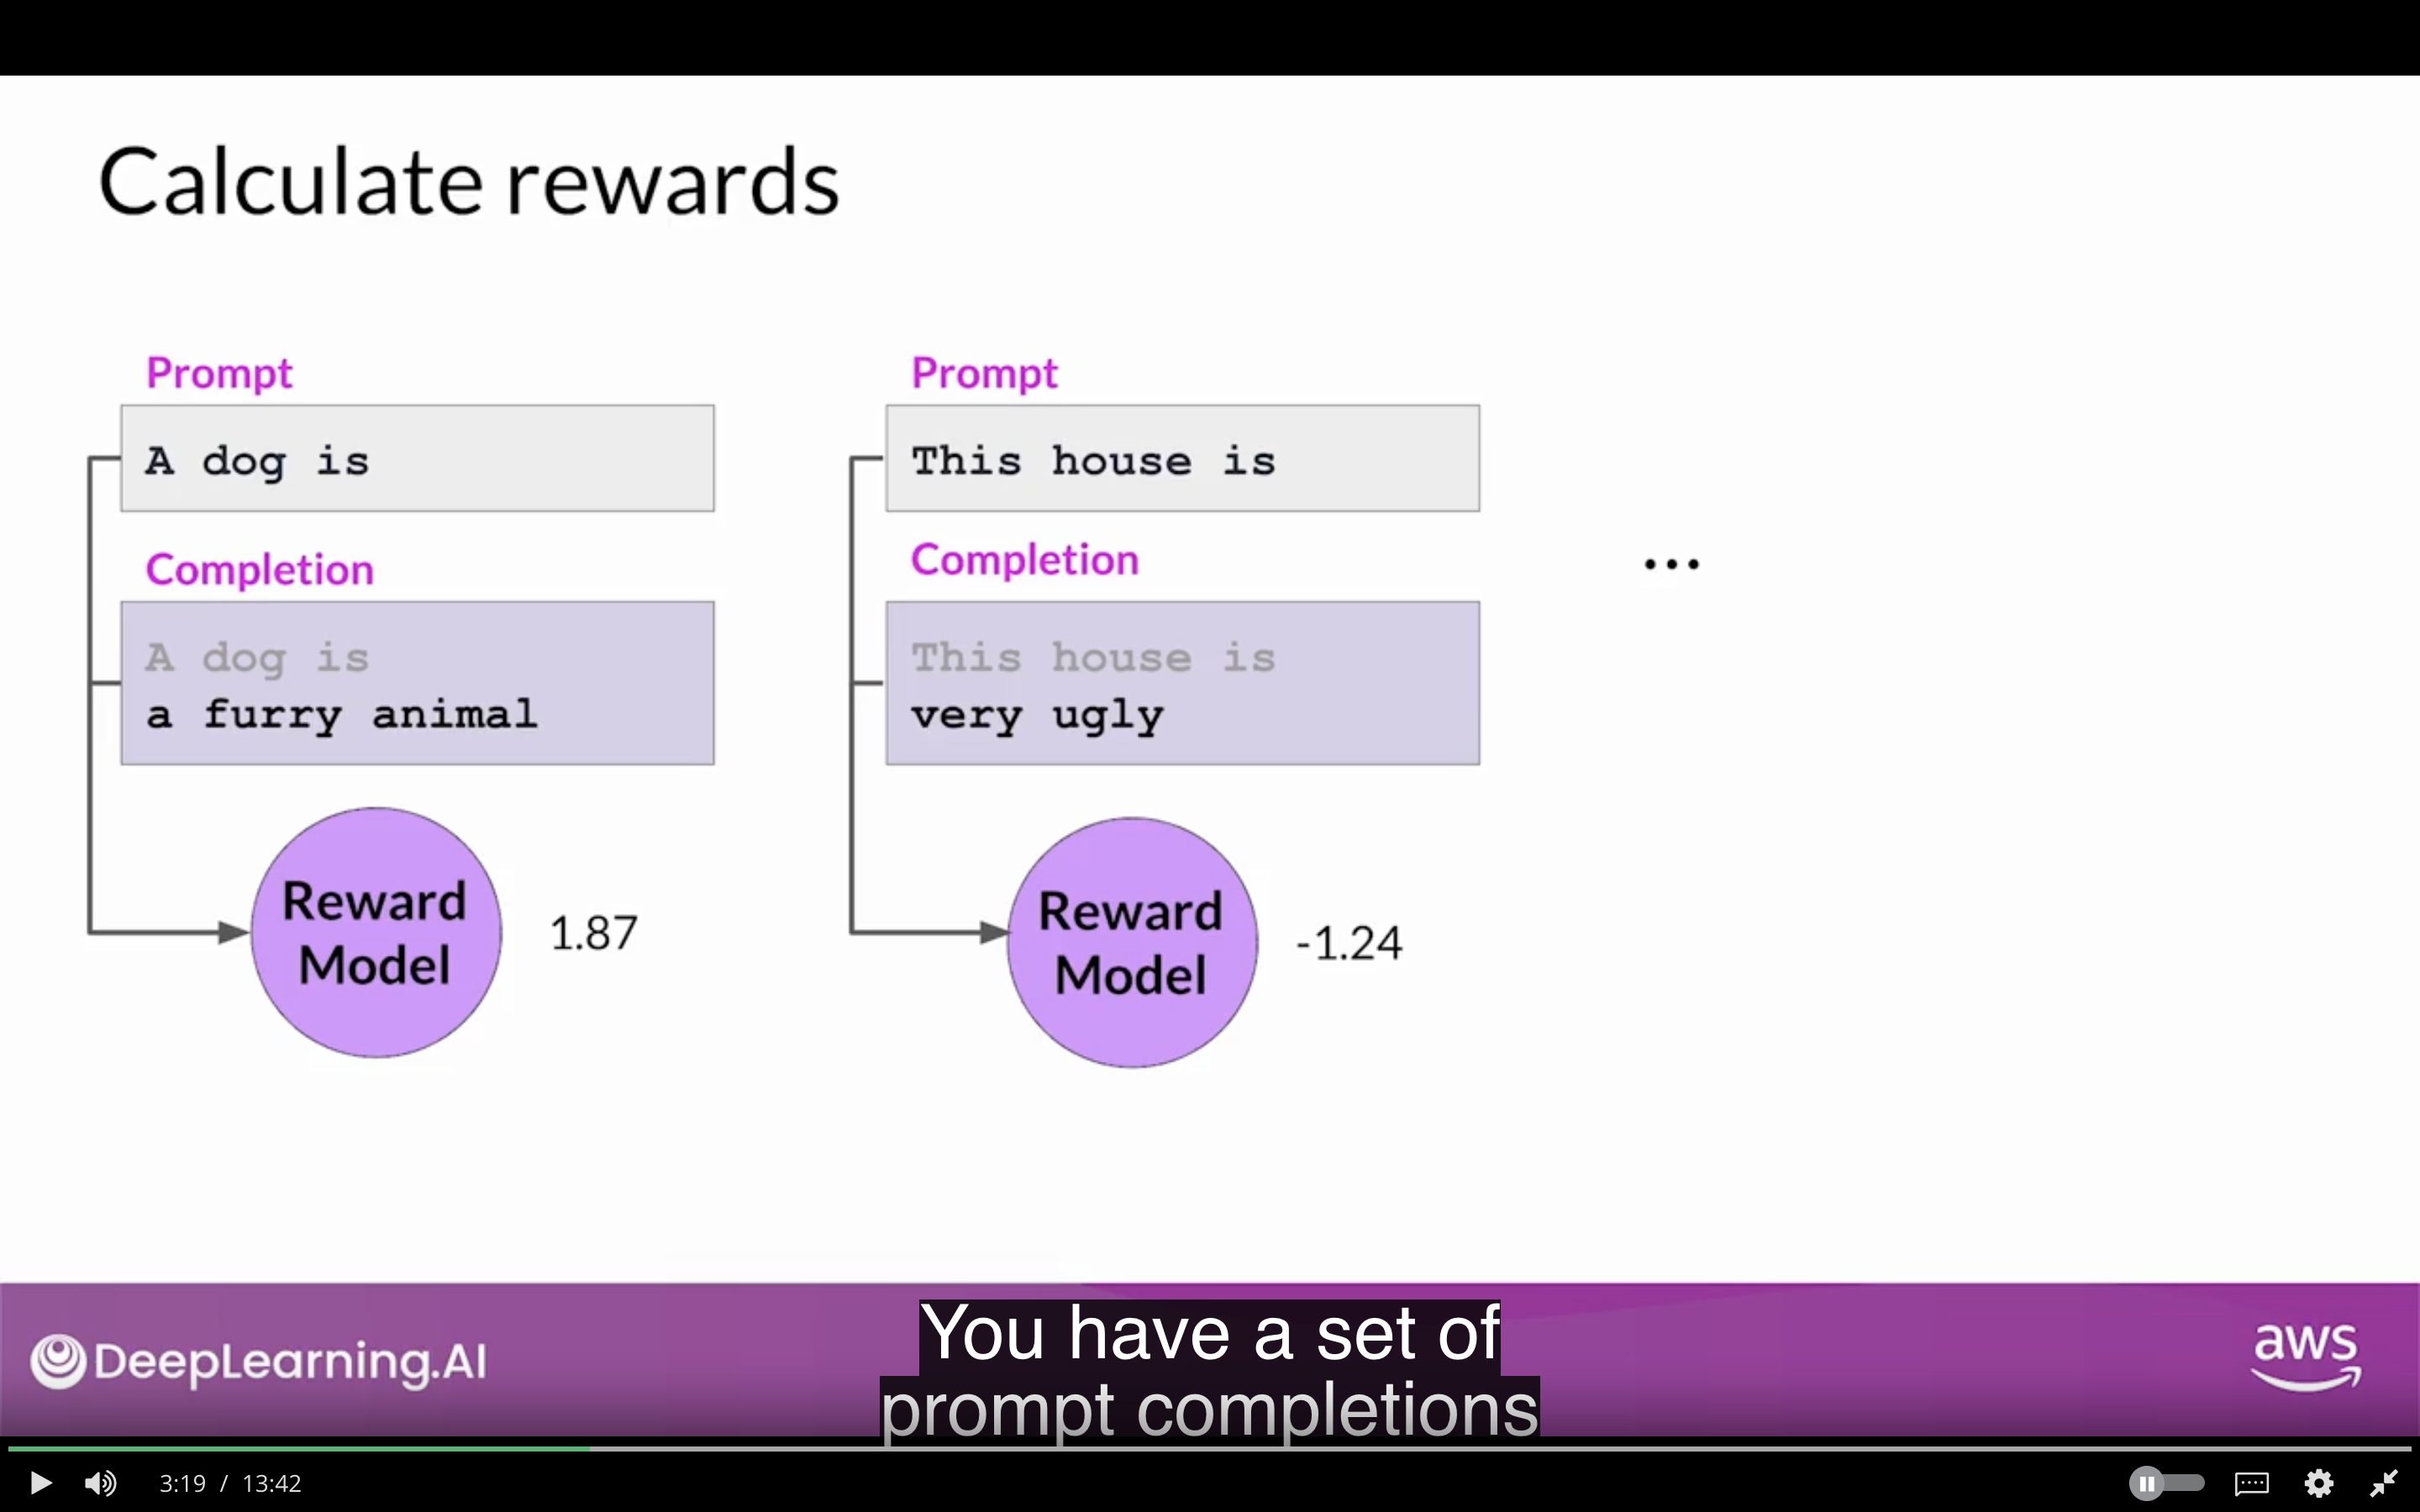 Calculate rewards
Prompt
A dog is
Completion
A dog is
a furry animal
Reward
Model
1.87
Prompt
This house is
Completion
This house is
very ugly
Reward
Model
-1.24
...
DeepLearning.AI
You have a set of
prompt completions
aws
3:19 / 13:42